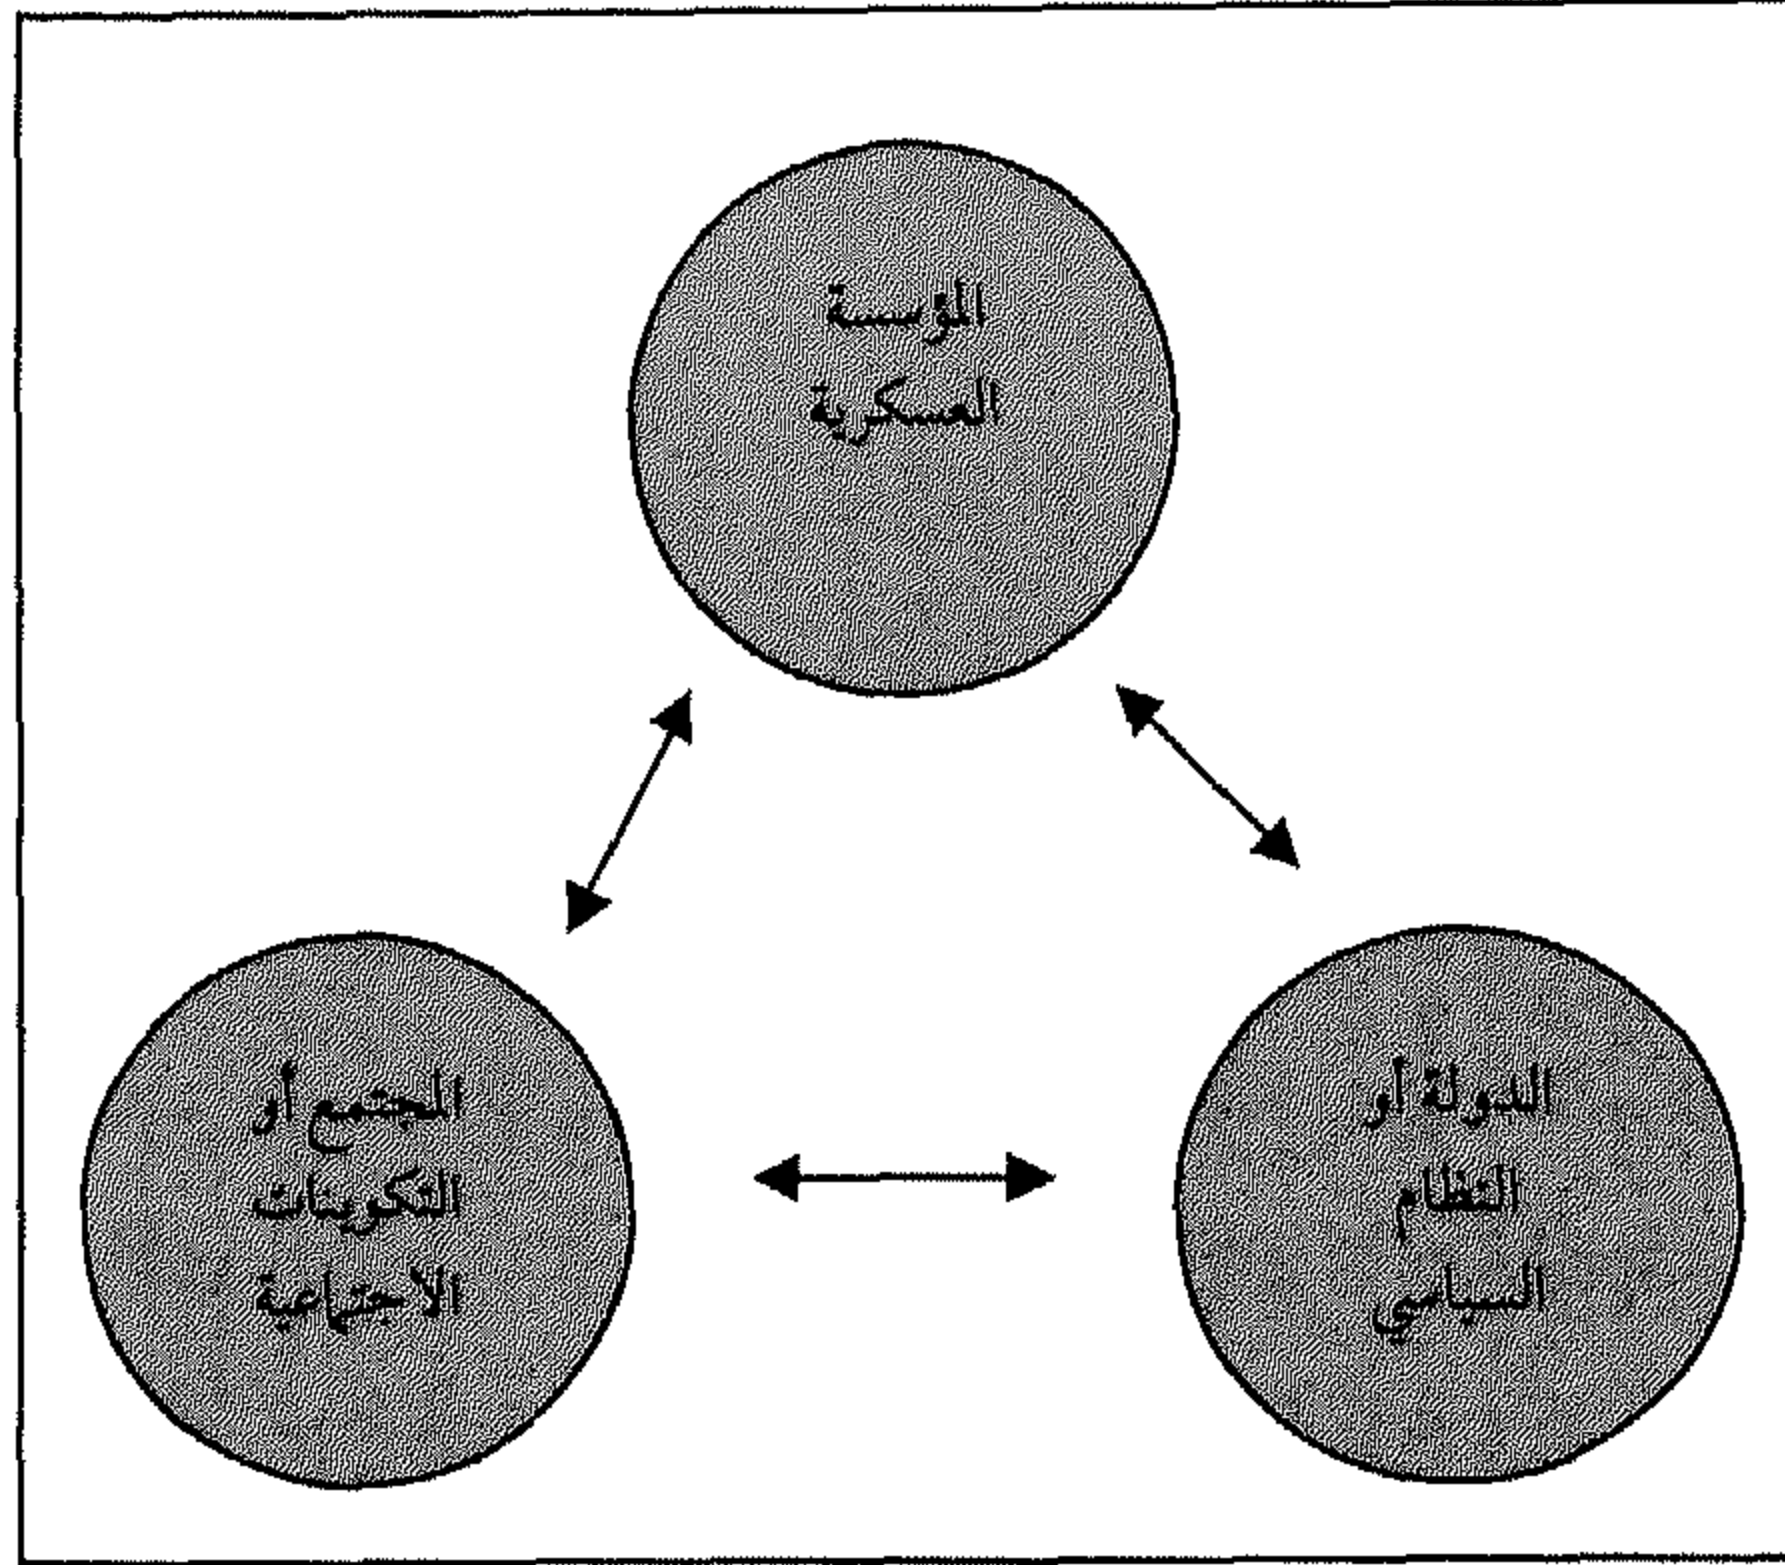 المؤسسة
العسكرية
الدولة أو
النظام
السياسي
المجتمع أو
التكوينات
الاجتماعية